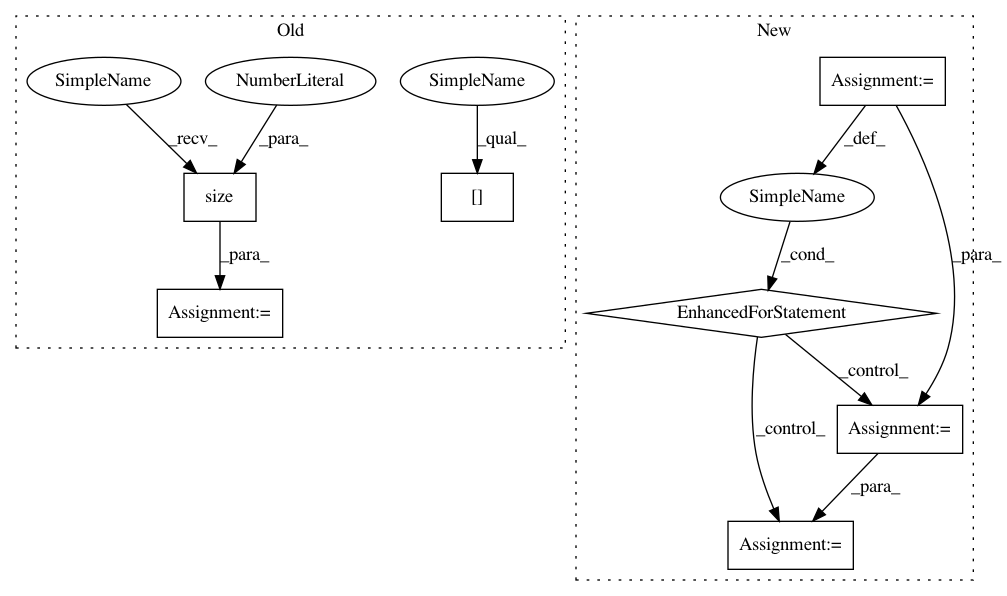 Old
New
SimpleName
NumberLiteral
SimpleName
Assignment:=
_recv_
_para_
_qual_
_def_
size
[]
SimpleName
_para_
_cond_
_para_
Assignment:=
EnhancedForStatement
_control_
_control_
Assignment:=
_para_
Assignment:=